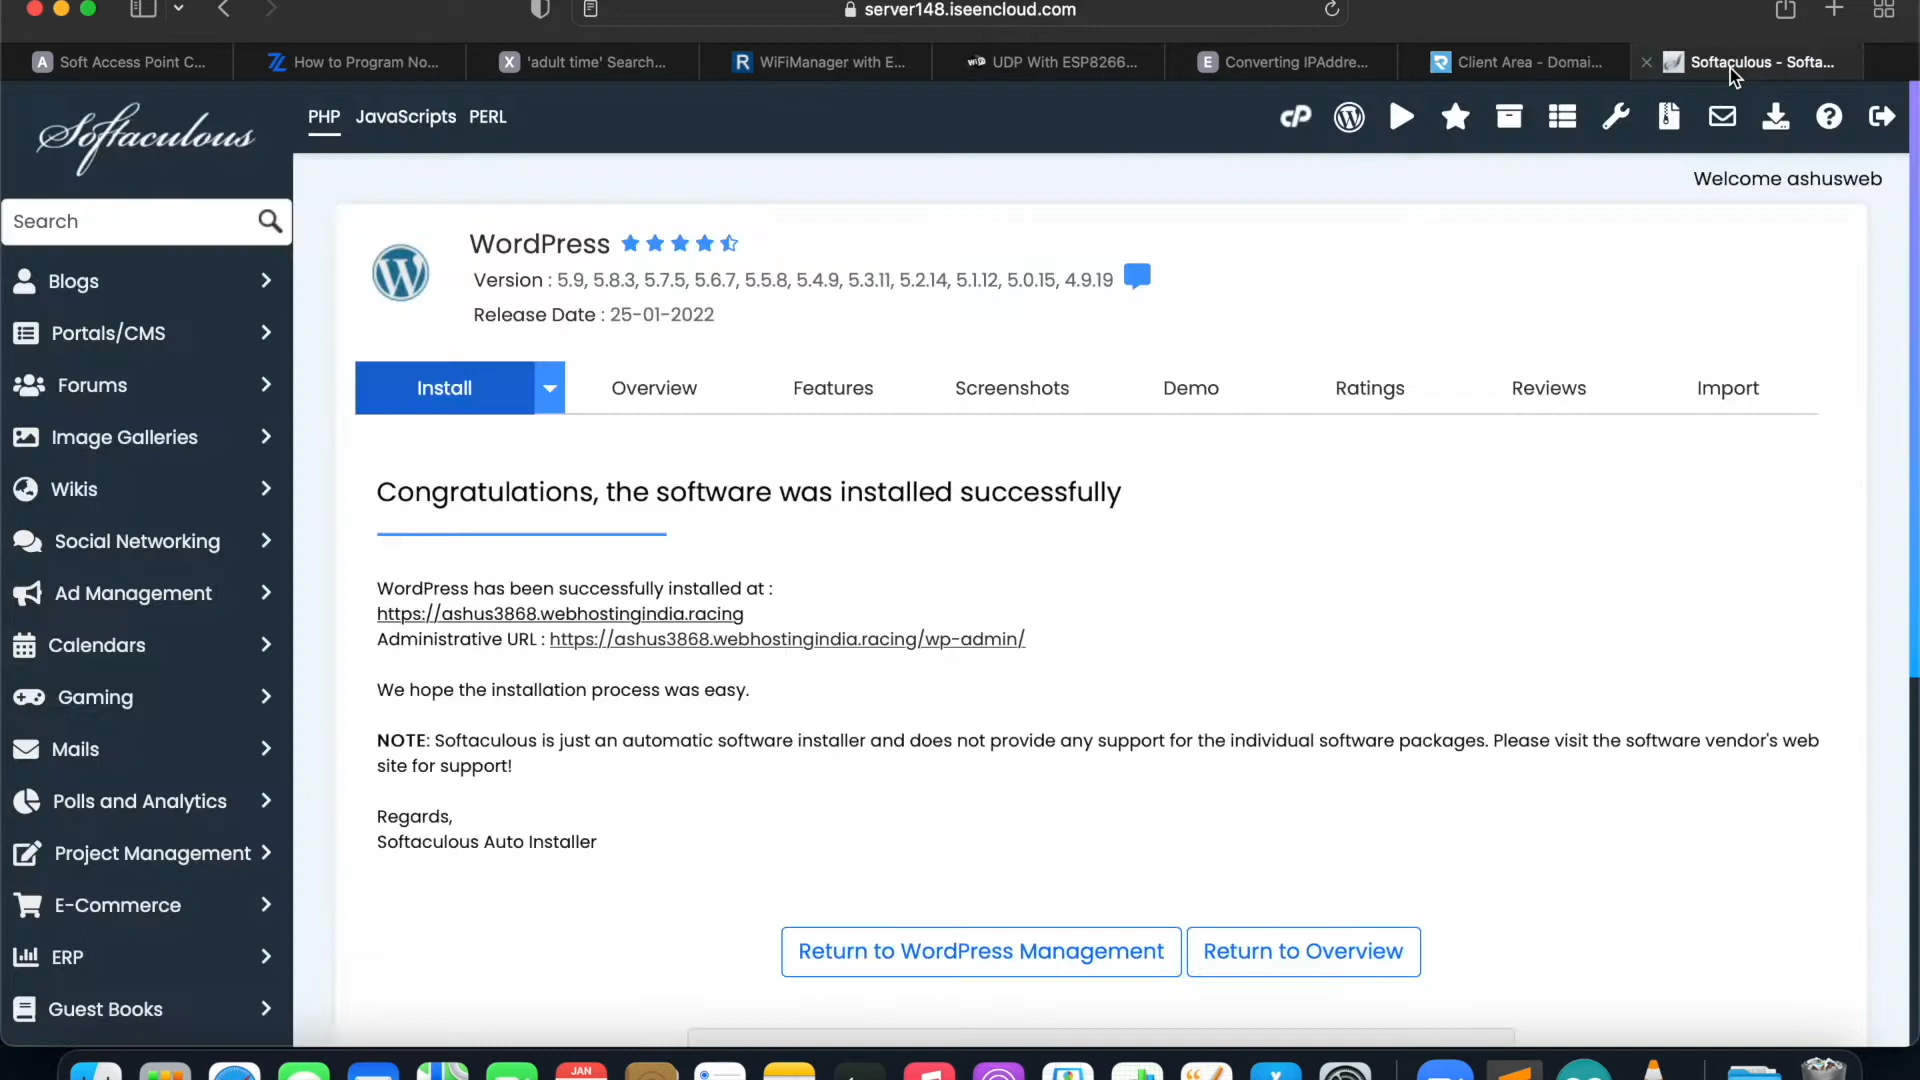 server148.iseencloud.com
A Soft Access Point C...
How to Program No...
X 'adult time' Search...
R WiFiManager with E...
UDP With ESP8266...
E Converting IPAddre...
Client Area - Domai...
Softaculous - Softa...
Softaculous
PHP JavaScripts PERL
cP
Welcome ashusweb
Search
Blogs
Portals/CMS
Forums
Image Galleries
Wikis
Social Networking
Ad Management
Calendars
Gaming
Mails
Polls and Analytics
Project Management
E-Commerce
ERP
Guest Books
WordPress
Version : 5.9, 5.8.3, 5.7.5, 5.6.7, 5.5.8, 5.4.9, 5.3.11, 5.2.14, 5.1.12, 5.0.15, 4.9.19
Release Date : 25-01-2022
Install Overview Features Screenshots Demo Ratings Reviews Import
Congratulations, the software was installed successfully
WordPress has been successfully installed at :
https://ashus3868.webhostingindia.racing
Administrative URL : https://ashus3868.webhostingindia.racing/wp-admin/
We hope the installation process was easy.
NOTE: Softaculous is just an automatic software installer and does not provide any support for the individual software packages. Please visit the software vendor's web
site for support!
Regards,
Softaculous Auto Installer
Return to WordPress Management Return to Overview
JAN